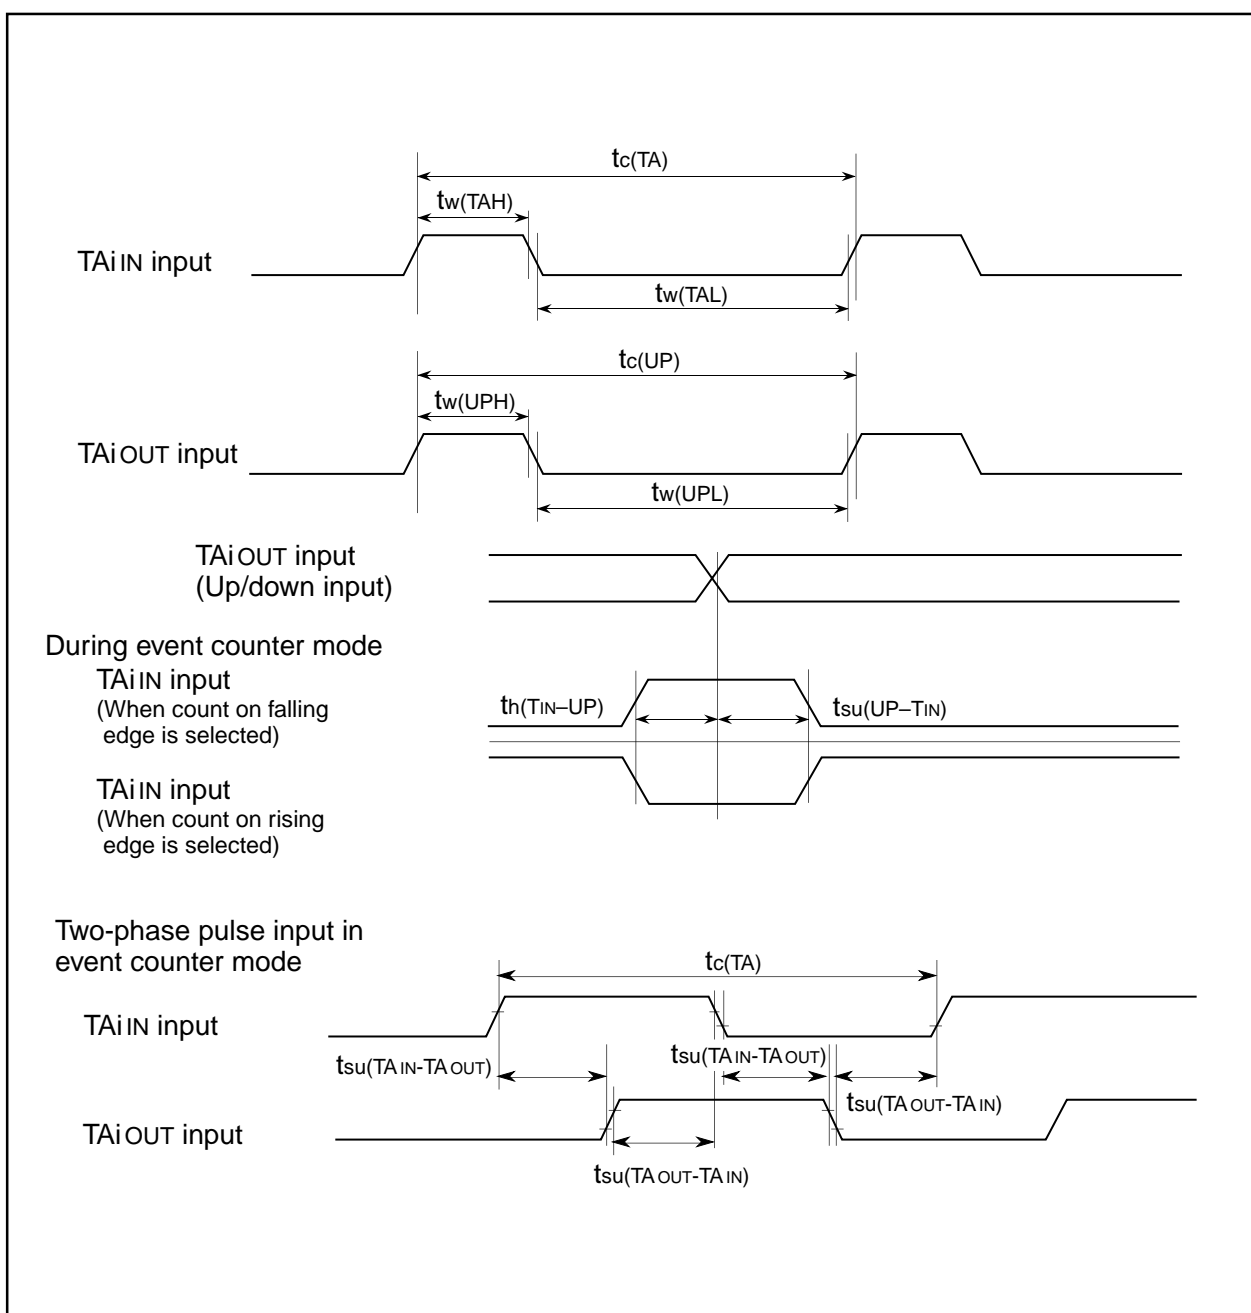 tc(TA)
tw(TAH)
TAiIN input
tw(TAL)
tc(UP)
tw(UPH)
TAiOUT input
tw(UPL)
TAiOUT input
(Up/down input)
During event counter mode
TAiIN input
(When count on falling
edge is selected)
th(TIN–UP)
tsu(UP–TIN)
TAiIN input
(When count on rising
edge is selected)
Two-phase pulse input in
event counter mode
tc(TA)
TAiIN input
tsu(TAIN-TAOUT)
tsu(TAIN-TAOUT)
tsu(TAOUT-TAIN)
TAiOUT input
tsu(TAOUT-TAIN)